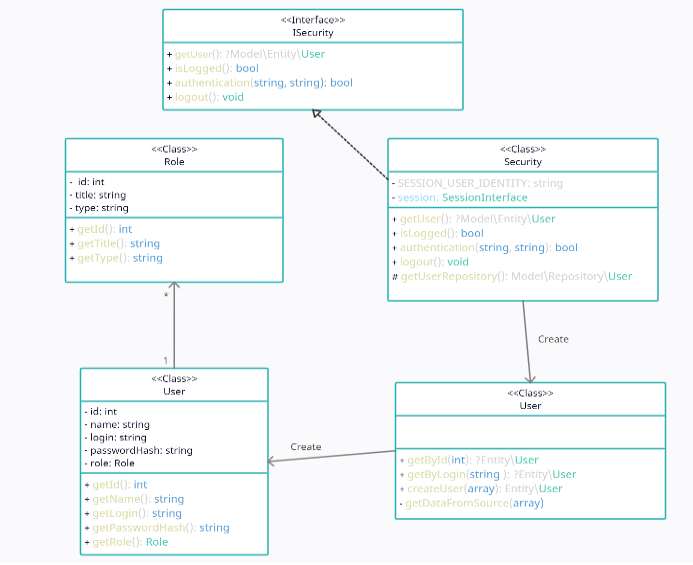 <<Interface>>
ISecurity
+ getUser(): ?Model\Entity\User
+ isLogged(): bool
+ authentication(string, string): bool
+ logout(): void
<<Class>>
Role
- id: int
- title: string
- type: string
+ getId(): int
+ getTitle(): string
+ getType(): string
<<Class>>
Security
- SESSION_USER_IDENTITY: string
- session: SessionInterface
+ getUser(): ?Model\Entity\User
+ isLogged(): bool
+ authentication(string, string): bool
+ logout(): void
# getUserRepository(): Model\Repository\User
*
1
Create
<<Class>>
User
- id: int
- name: string
- login: string
- passwordHash: string
- role: Role
+ getId(): int
+ getName(): string
+ getLogin(): string
+ getPasswordHash(): string
+ getRole(): Role
Create
<<Class>>
User
+ getById(int): ?Entity\User
+ getByLogin(string ): ?Entity\User
+ createUser(array): Entity\User
- getDataFromSource(array)